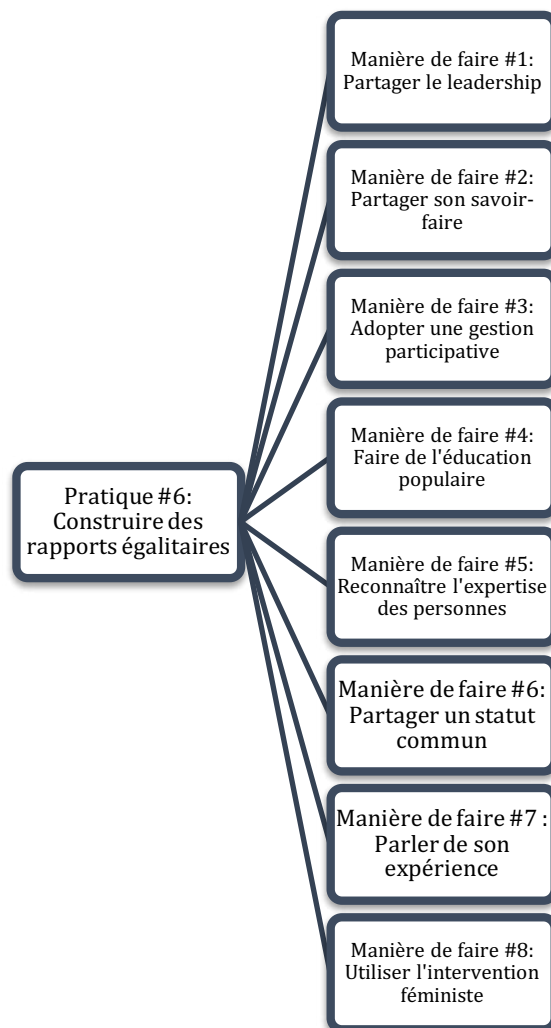 Manière de faire #1:
Partager le leadership
Manière de faire #2:
Partager son savoir-
faire
Manière de faire #3:
Adopter une gestion
participative
Manière de faire #4:
Faire de l'éducation
populaire
Pratique #6:
Construire des
rapports égalitaires
Manière de faire #5:
Reconnaître l'expertise
des personnes
Manière de faire #6:
Partager un statut
commun
Manière de faire #7 :
Parler de son
expérience
Manière de faire #8:
Utiliser l'intervention
féministe